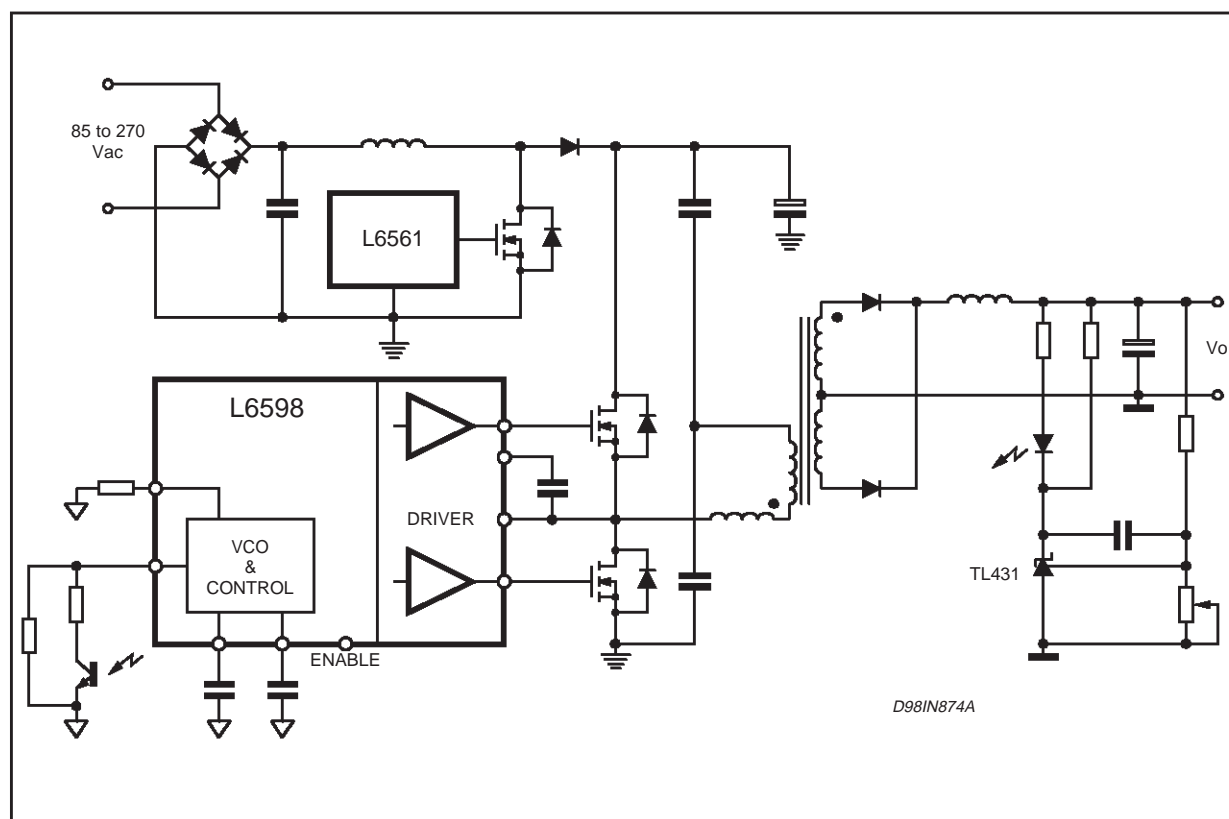 85 to 270
Vac
L6561
Vo
L6598
DRIVER
VCO
&
CONTROL
TL431
ENABLE
D98IN874A